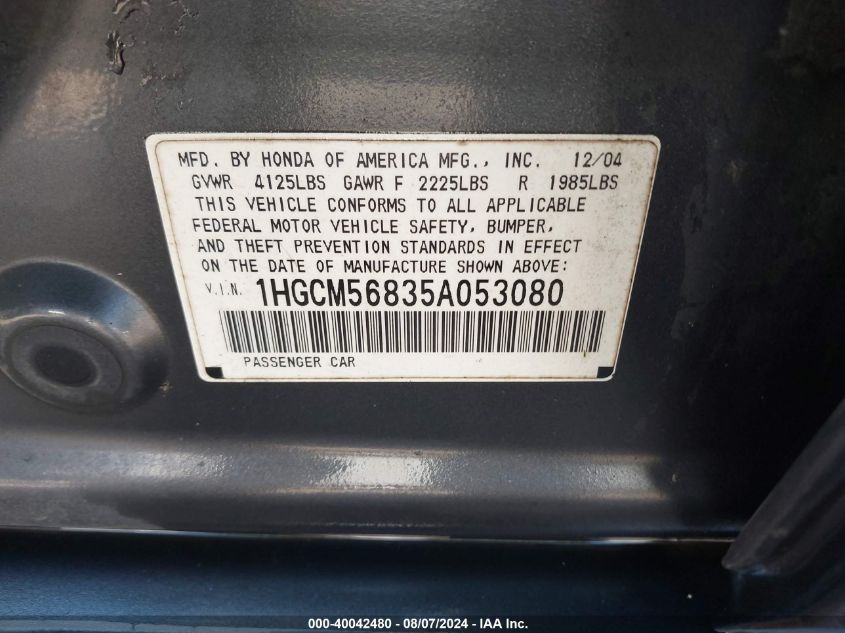 MFD. BY HONDA OF AMERICA MFG., INC. 12/04
GVWR 4125LBS GAWR F 2225LBS R 1985LBS
THIS VEHICLE CONFORMS TO ALL APPLICABLE
FEDERAL MOTOR VEHICLE SAFETY, BUMPER,
AND THEFT PREVENTION STANDARDS IN EFFECT
ON THE DATE OF MANUFACTURE SHOWN ABOVE:
V.I.N. 1HGCM56835A053080
PASSENGER CAR
000-40042480 - 08/07/2024 - IAA Inc.